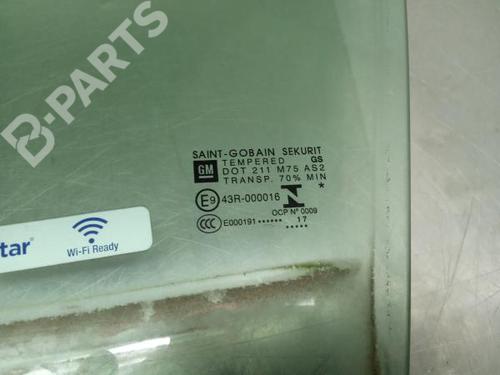 B-PARTS
SAINT-GOBAIN SEKURIT
TEMPERED GS
GM DOT 211 M75 AS2
TRANSP. 70% MIN
E9 43R-000016 N *
OCP Nº 0009
CCC E000191 ...... 17 ......
.....
tar
Wi-Fi Ready